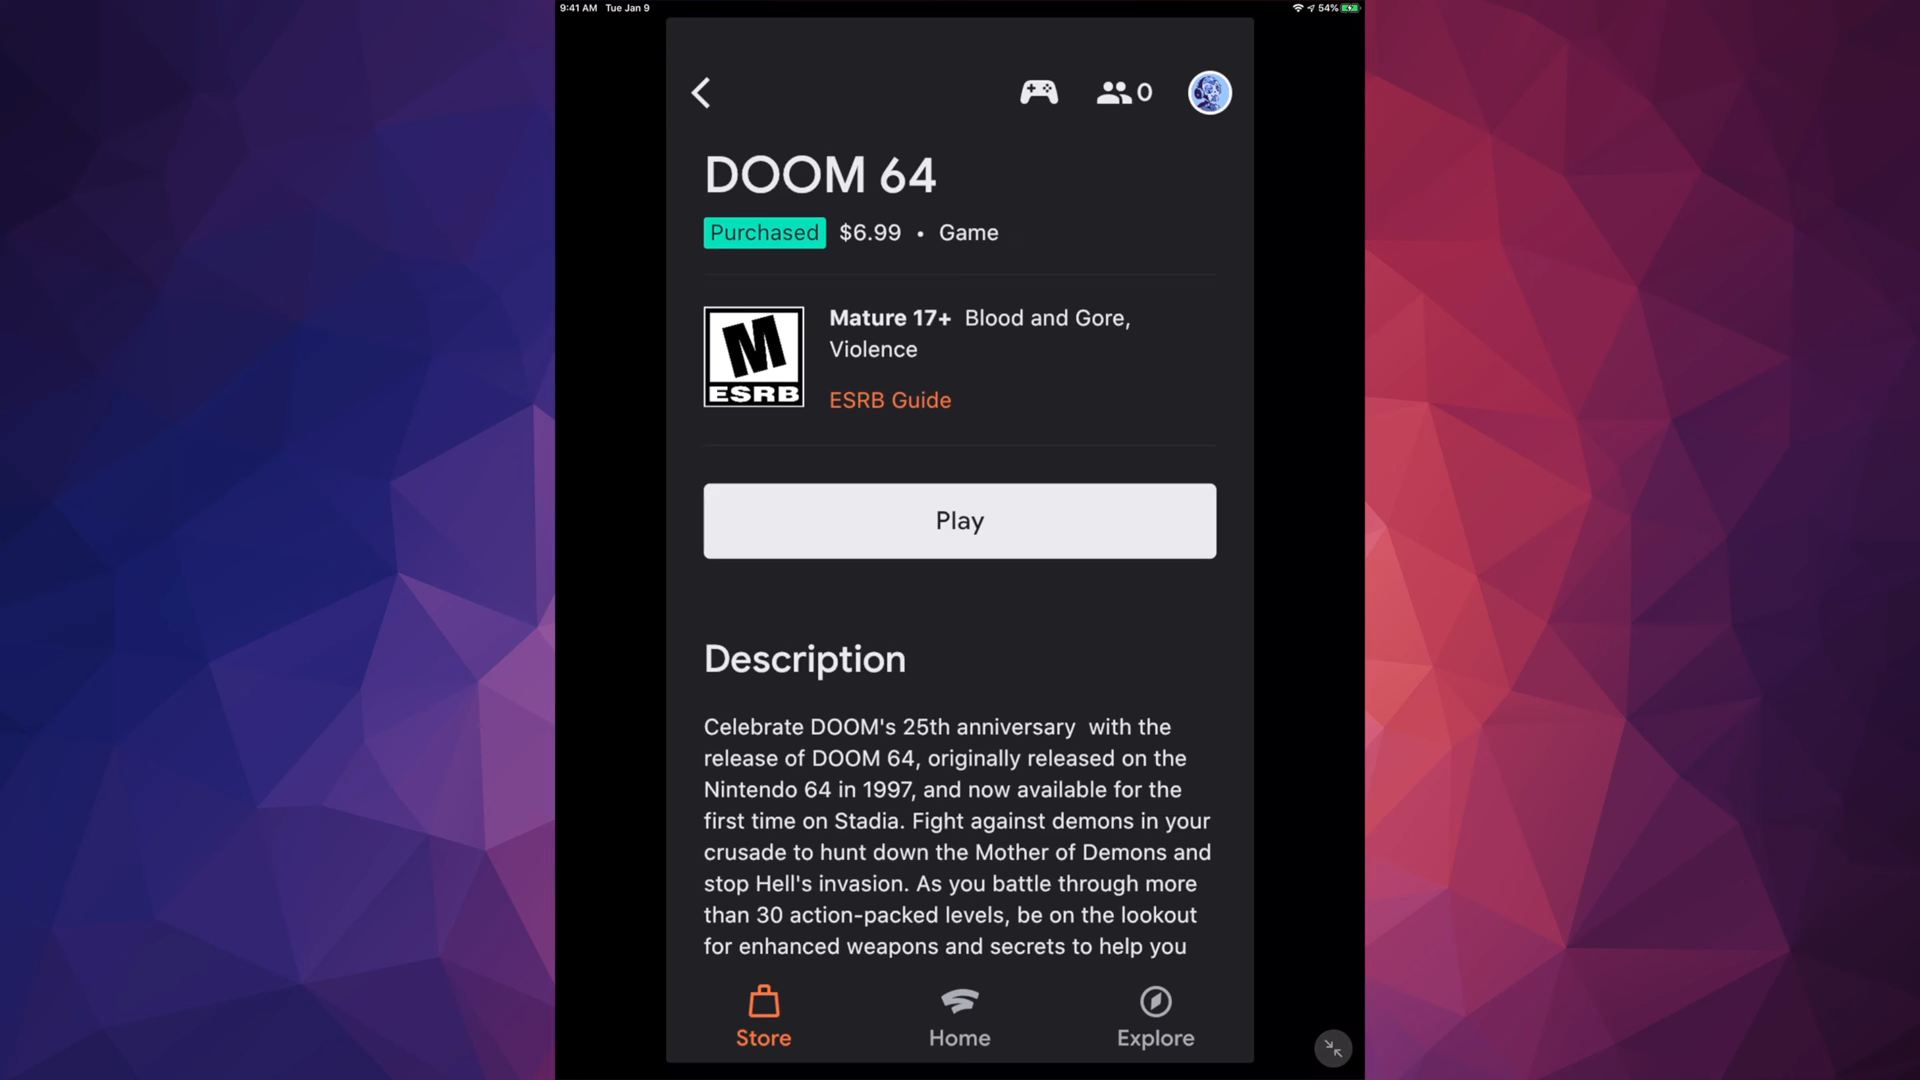 9:41 AM Tue Jan 9
54%
0
DOOM 64
Purchased $6.99 • Game
M
ESRB
Mature 17+ Blood and Gore,
Violence
ESRB Guide
Play
Description
Celebrate DOOM's 25th anniversary  with the
release of DOOM 64, originally released on the
Nintendo 64 in 1997, and now available for the
first time on Stadia. Fight against demons in your
crusade to hunt down the Mother of Demons and
stop Hell's invasion. As you battle through more
than 30 action-packed levels, be on the lookout
for enhanced weapons and secrets to help you
Store Home Explore